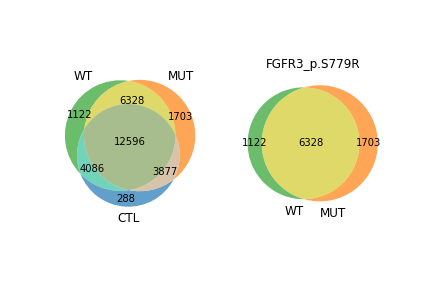 WT
MUT
6328
1122
1703
12596
4086
3877
288
CTL
FGFR3_p.S779R
1122
6328
1703
WT
MUT